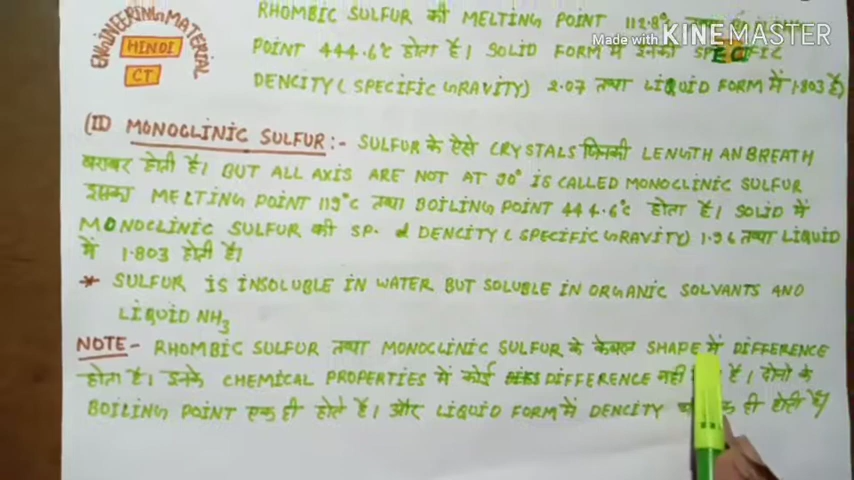 ENGINEERING MATERIAL
HINDI
CT
Made with KINEMASTER
RHOMBIC SULFUR की MELTING POINT 112.8°C
POINT 444.6°C होता है। SOLID FORM में इनकी SPECIFIC
DENCITY (SPECIFIC GRAVITY) 2.07 तथा LIQUID FORM में 1.803 है)
(II) MONOCLINIC SULFUR:- SULFUR के ऐसे CRYSTALS जिनकी LENGTH AN BREATH
बराबर होती है। BUT ALL AXIS ARE NOT AT 90° IS CALLED MONOCLINIC SULFUR
इसका MELTING POINT 119°C तथा BOILING POINT 444.6°C होता है। SOLID में
MONOCLINIC SULFUR की SP. DENCITY (SPECIFIC GRAVITY) 1.96 तथा LIQUID
में 1.803 होती है।
* SULFUR IS INSOLUBLE IN WATER BUT SOLUBLE IN ORGANIC SOLVANTS AND
LIQUID NH3
NOTE- RHOMBIC SULFUR तथा MONOCLINIC SULFUR के केवल SHAPE में DIFFERENCE
होता है। इनके CHEMICAL PROPERTIES में कोई DIFFERENCE नही है। दोनो के
BOILING POINT एक ही होते है। और LIQUID FORM में DENCITY ही होती है।